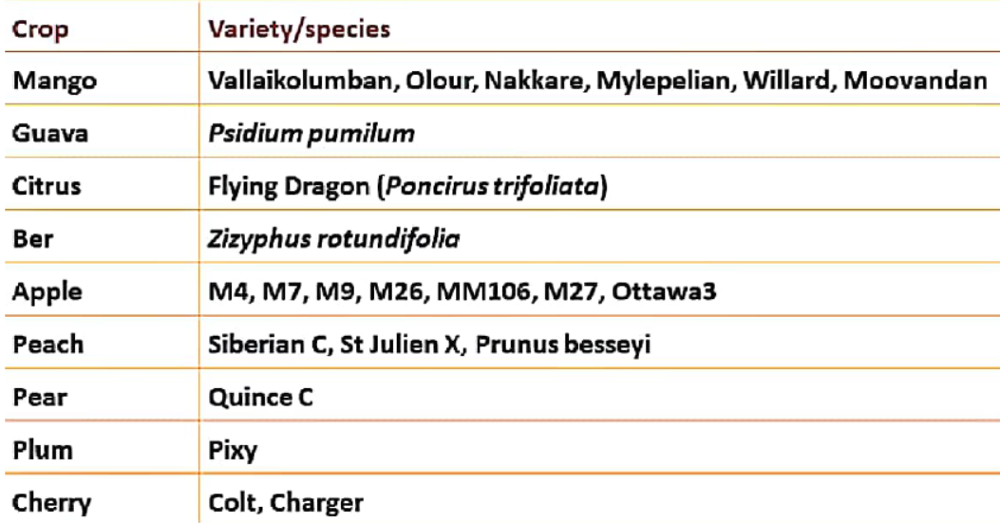 Crop Variety/species
Mango Vallaikolumban, Olour, Nakkare, Mylepelian, Willard, Moovandan
Guava Psidium pumilum
Citrus Flying Dragon (Poncirus trifoliata)
Ber Zizyphus rotundifolia
Apple M4, M7, M9, M26, MM106, M27, Ottawa3
Peach Siberian C, St Julien X, Prunus besseyi
Pear Quince C
Plum Pixy
Cherry Colt, Charger